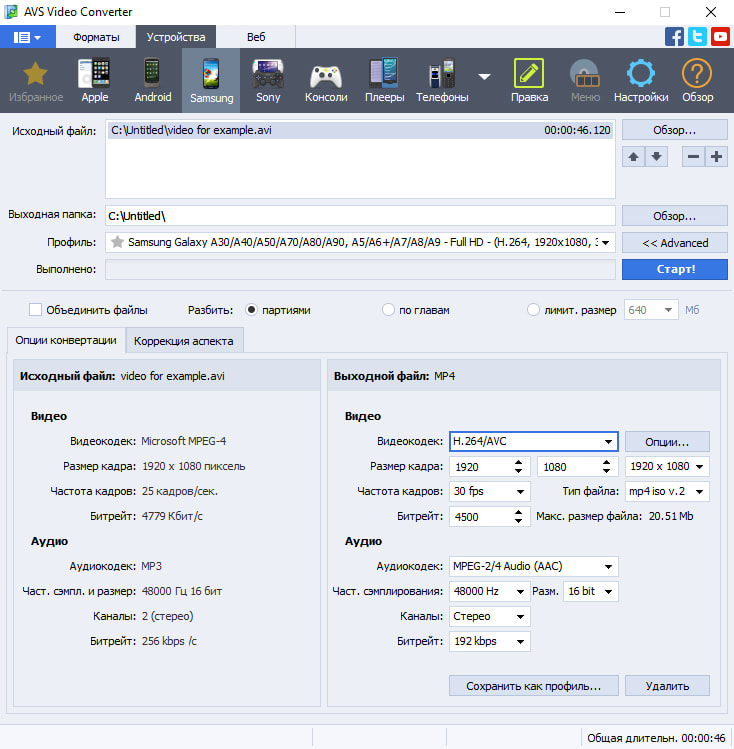 AVS Video Converter
Форматы Устройства Веб
Избранное Apple Android Samsung Sony Консоли Плееры Телефоны Правка Меню Настройки Обзор
Исходный файл: C:\Untitled\video for example.avi 00:00:46.120 Обзор...
Выходная папка: C:\Untitled\ Обзор...
Профиль: Samsung Galaxy A30/A40/A50/A70/A80/A90, A5/A6+/A7/A8/A9 - Full HD - (H.264, 1920x1080, << Advanced
Выполнено: Старт!
Объединить файлы Разбить: партиями по главам лимит. размер 640 Мб
Опции конвертации Коррекция аспекта
Исходный файл: video for example.avi Выходной файл: MP4
Видео Видео
Видеокодек: Microsoft MPEG-4 Видеокодек: H.264/AVC Опции...
Размер кадра: 1920 x 1080 пиксель Размер кадра: 1920 1080 1920 x 1080
Частота кадров: 25 кадров/сек. Частота кадров: 30 fps Тип файла: mp4 iso v.2
Битрейт: 4779 Кбит/с Битрейт: 4500 Макс. размер файла: 20.51 Mb
Аудио Аудио
Аудиокодек: MP3 Аудиокодек: MPEG-2/4 Audio (AAC)
Част. сэмпл. и размер: 48000 Гц 16 бит Част. сэмплирования: 48000 Hz Разм. 16 bit
Каналы: 2 (стерео) Каналы: Стерео
Битрейт: 256 kbps /с Битрейт: 192 kbps
Сохранить как профиль... Удалить
Общая длительн. 00:00:46